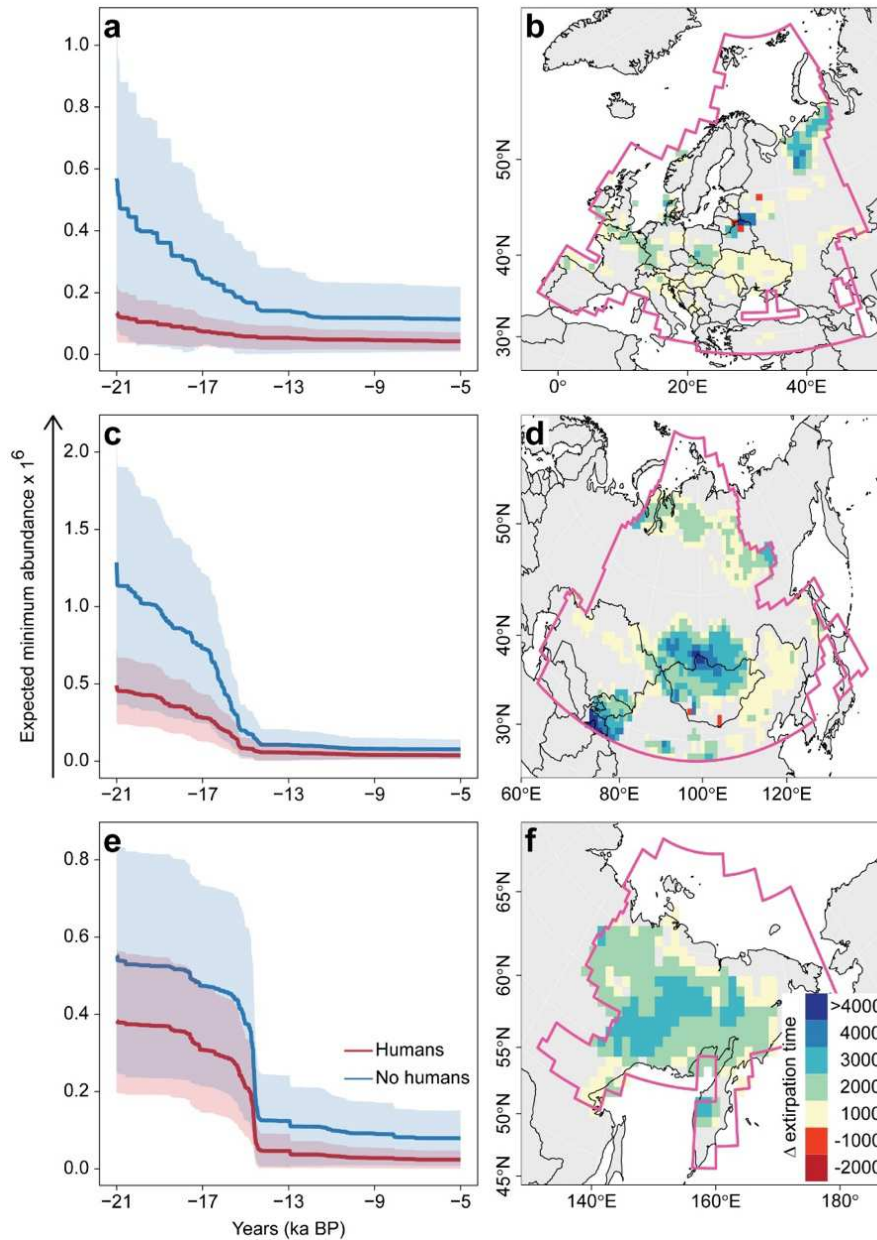 a
1.0
0.8
0.6
0.4
0.2
0.0
−21
−17
−13
−9
−5
b
50°N
40°N
30°N
0°
20°E
40°E
Expected minimum abundance x 10⁶
c
2.0
1.5
1.0
0.5
0.0
−21
−17
−13
−9
−5
d
50°N
40°N
30°N
60°E
80°E
100°E
120°E
e
0.8
0.6
0.4
0.2
0.0
Humans
No humans
−21
−17
−13
−9
−5
Years (ka BP)
f
65°N
60°N
55°N
50°N
45°N
140°E
160°E
180°
Δ extirpation time
>4000
4000
3000
2000
1000
-1000
-2000